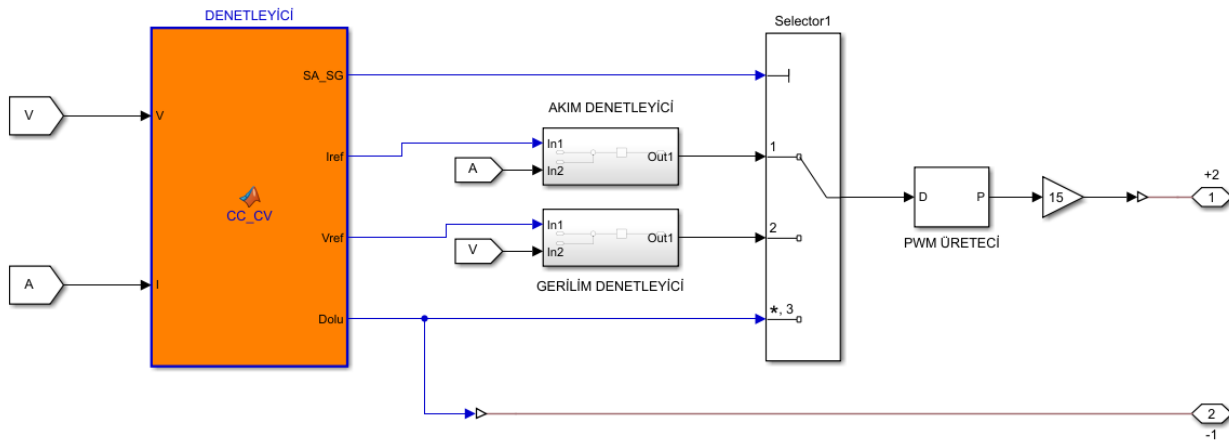 DENETLEYİCİ
Selector1
V
V
SA_SG
AKIM DENETLEYİCİ
Iref
In1
A
In2
Out1
1
CC_CV
D
P
15
+2
1
PWM ÜRETECİ
Vref
In1
V
In2
Out1
2
GERİLİM DENETLEYİCİ
A
I
Dolu
*, 3
2
-1